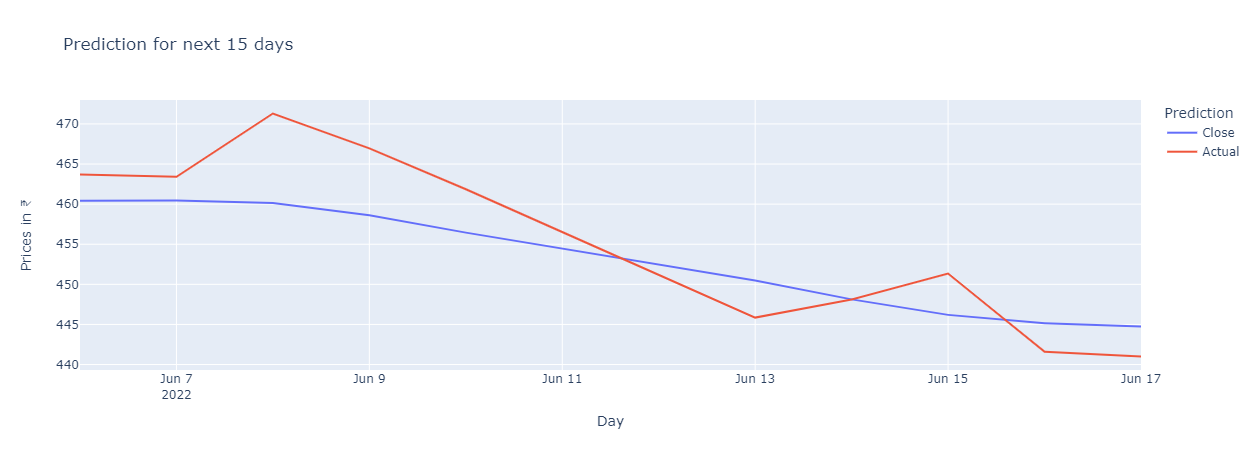 Prediction for next 15 days
Prediction
Close
Actual
470
465
460
455
450
445
440
Prices in ₹
Jun 7
2022
Jun 9
Jun 11
Jun 13
Jun 15
Jun 17
Day